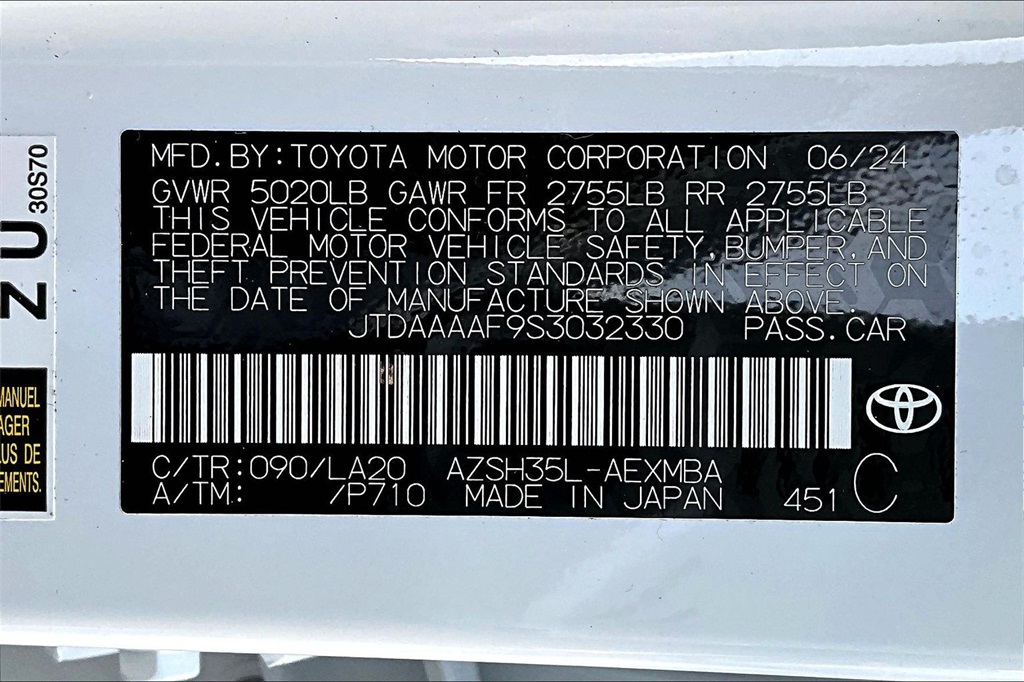 MFD. BY: TOYOTA MOTOR CORPORATION 06/24
GVWR 5020LB GAWR FR 2755LB RR 2755LB
THIS VEHICLE CONFORMS TO ALL APPLICABLE
FEDERAL MOTOR VEHICLE SAFETY, BUMPER, AND
THEFT PREVENTION STANDARDS IN EFFECT ON
THE DATE OF MANUFACTURE SHOWN ABOVE.
JTDAAAAF9S3032330 PASS. CAR
C/TR: 090/LA20 AZSH35L-AEXMBA
A/TM: /P710 MADE IN JAPAN 451 C
Z U
30S70
MANUEL
AGER
LUS DE
EMENTS.